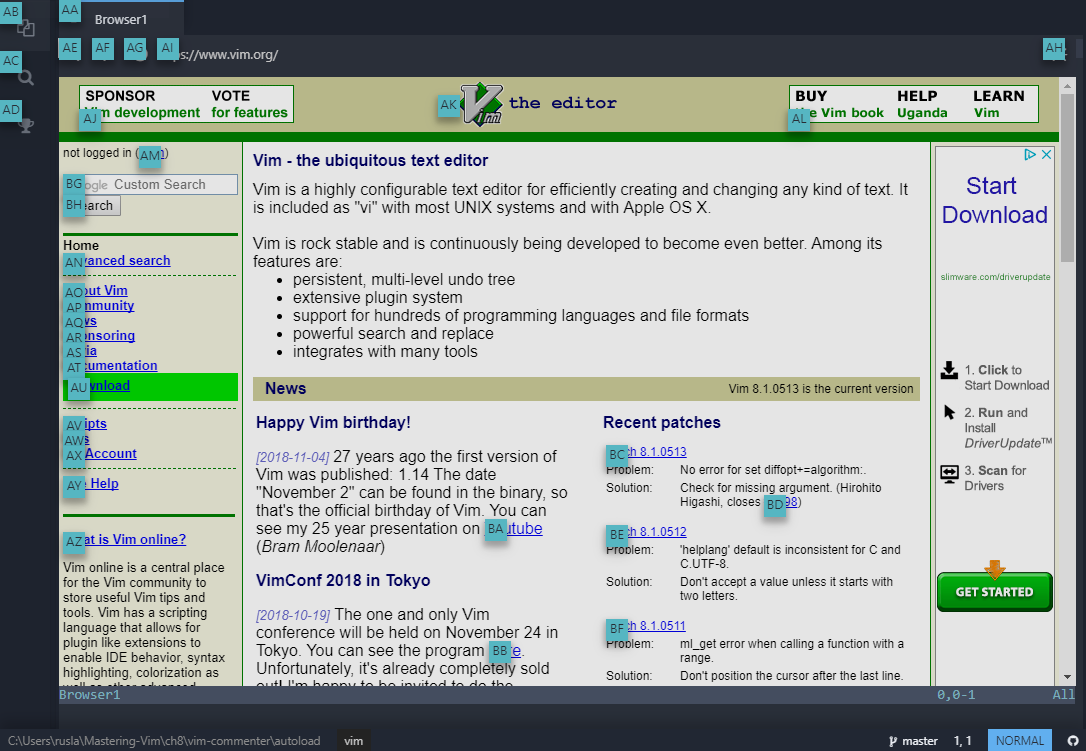 AB
AA
Browser1
AC
AE AF AG AI ps://www.vim.org/ AH
AD
SPONSOR VOTE
AJ im development for features
AK Vim the editor
BUY HELP LEARN
AL he Vim book Uganda Vim
not logged in (AM n)
BG ogle Custom Search
BH earch
Home
AN vanced search
AO out Vim
AP mmunity
AQ ws
AR onsoring
AS ia
AT cumentation
AU wnload
AV ipts
AW s
AX Account
AY e Help
AZ at is Vim online?
Vim online is a central place
for the Vim community to
store useful Vim tips and
tools. Vim has a scripting
language that allows for
plugin like extensions to
enable IDE behavior, syntax
highlighting, colorization as
well as other advanced
Vim - the ubiquitous text editor
Vim is a highly configurable text editor for efficiently creating and changing any kind of text. It
is included as "vi" with most UNIX systems and with Apple OS X.
Vim is rock stable and is continuously being developed to become even better. Among its
features are:
• persistent, multi-level undo tree
• extensive plugin system
• support for hundreds of programming languages and file formats
• powerful search and replace
• integrates with many tools
News Vim 8.1.0513 is the current version
Happy Vim birthday!
[2018-11-04] 27 years ago the first version of
Vim was published: 1.14 The date
"November 2" can be found in the binary, so
that's the official birthday of Vim. You can
see my 25 year presentation on BA utube
(Bram Moolenaar)
VimConf 2018 in Tokyo
[2018-10-19] The one and only Vim
conference will be held on November 24 in
Tokyo. You can see the program BB e.
Unfortunately, it's already completely sold
out! I'm happy to be invited to do the
Recent patches
BC ch 8.1.0513
Problem: No error for set diffopt+=algorithm:.
Solution: Check for missing argument. (Hirohito
Higashi, closes BD 98)
BE ch 8.1.0512
Problem: 'helplang' default is inconsistent for C and
C.UTF-8.
Solution: Don't accept a value unless it starts with
two letters.
BF ch 8.1.0511
Problem: ml_get error when calling a function with a
range.
Solution: Don't position the cursor after the last line.
Start
Download
slimware.com/driverupdate
1. Click to
Start Download
2. Run and
Install
DriverUpdate™
3. Scan for
Drivers
GET STARTED
Browser1 0,0-1 All
C:\Users\rusla\Mastering-Vim\ch8\vim-commenter\autoload vim master 1, 1 NORMAL